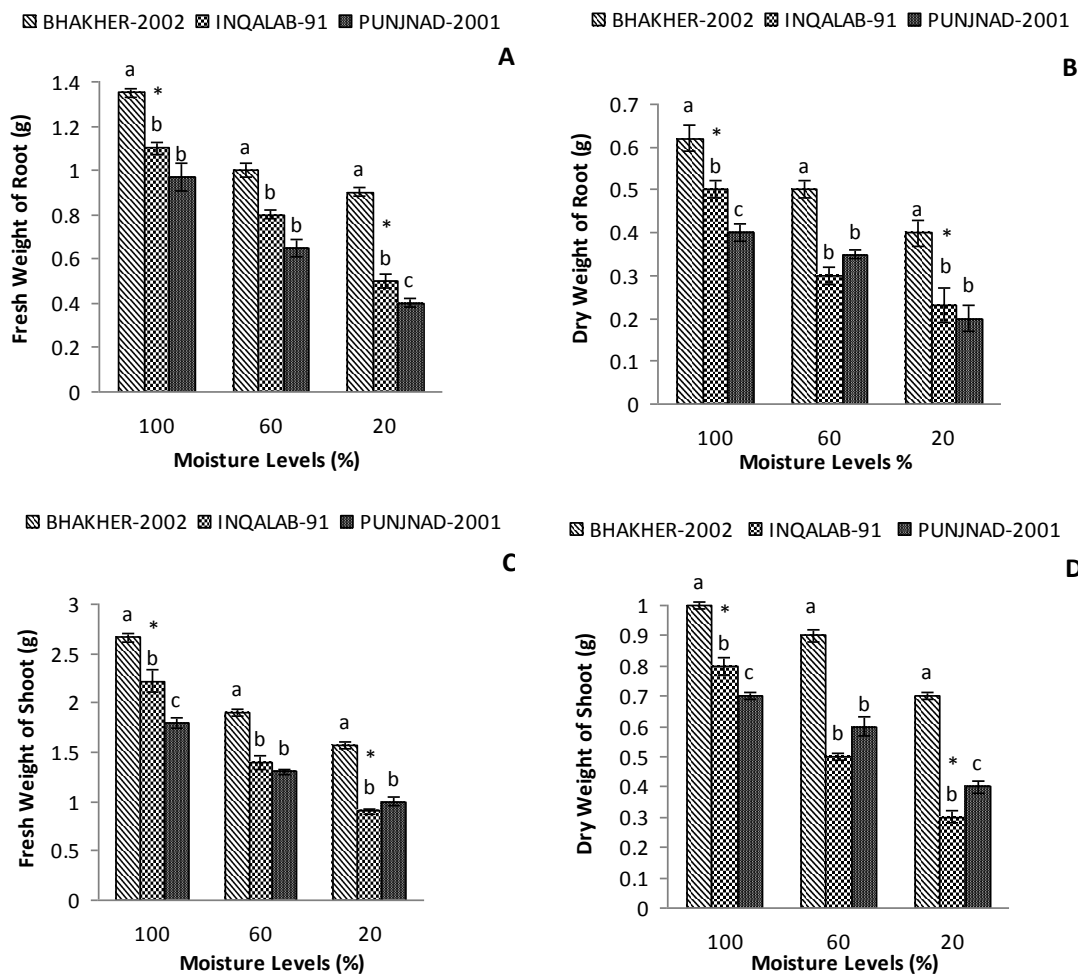 BHAKHER-2002 INQALAB-91 PUNJNAD-2001
A
Fresh Weight of Root (g)
1.4
1.2
1
0.8
0.6
0.4
0.2
0
a
*
b
b
a
b
b
a
*
b
c
100 60 20
Moisture Levels (%)
BHAKHER-2002 INQALAB-91 PUNJNAD-2001
B
Dry Weight of Root (g)
0.7
0.6
0.5
0.4
0.3
0.2
0.1
0
a
*
b
c
a
b
b
a
*
b
b
100 60 20
Moisture Levels %
BHAKHER-2002 INQALAB-91 PUNJNAD-2001
C
Fresh Weight of Shoot (g)
3
2.5
2
1.5
1
0.5
0
a
*
b
c
a
b
b
a
*
b
b
100 60 20
Moisture Levels (%)
BHAKHER-2002 INQALAB-91 PUNJNAD-2001
D
Dry Weight of Shoot (g)
1
0.9
0.8
0.7
0.6
0.5
0.4
0.3
0.2
0.1
0
a
*
b
c
a
b
b
a
*
b
c
100 60 20
Moisture Levels (%)